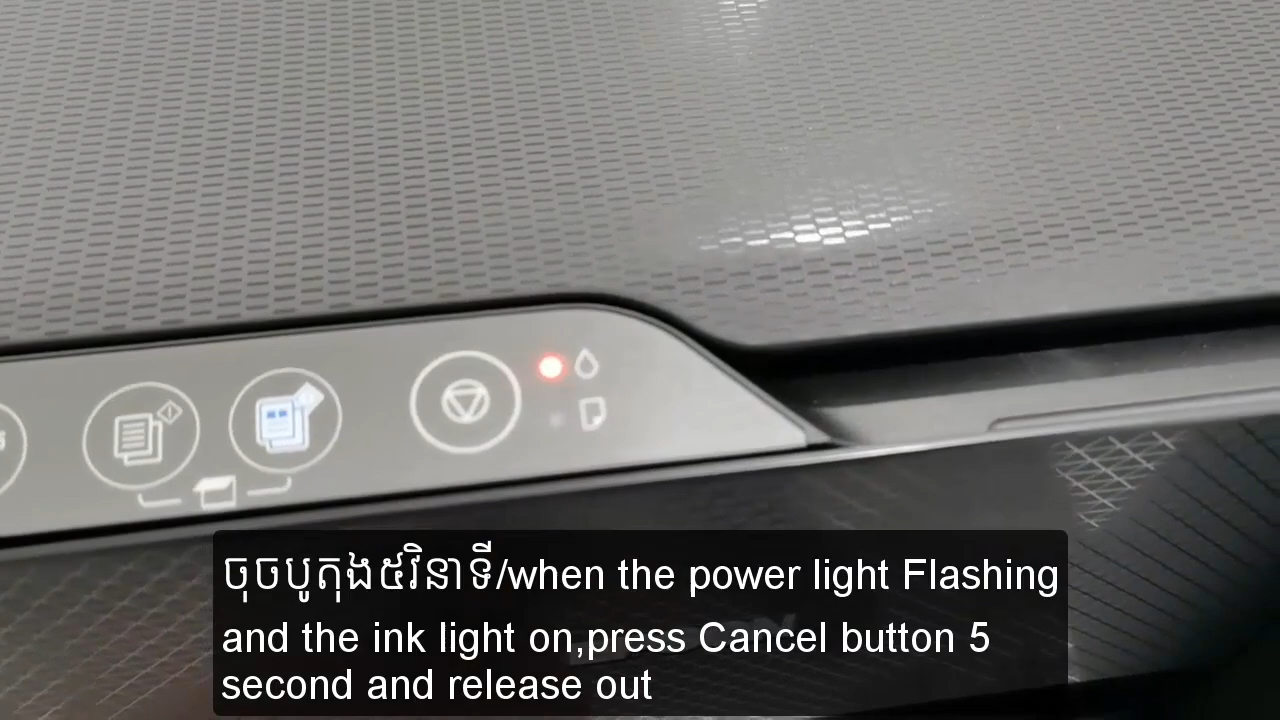 ចុចបូតុង៥វិនាទី/when the power light Flashing
and the ink light on,press Cancel button 5
second and release out